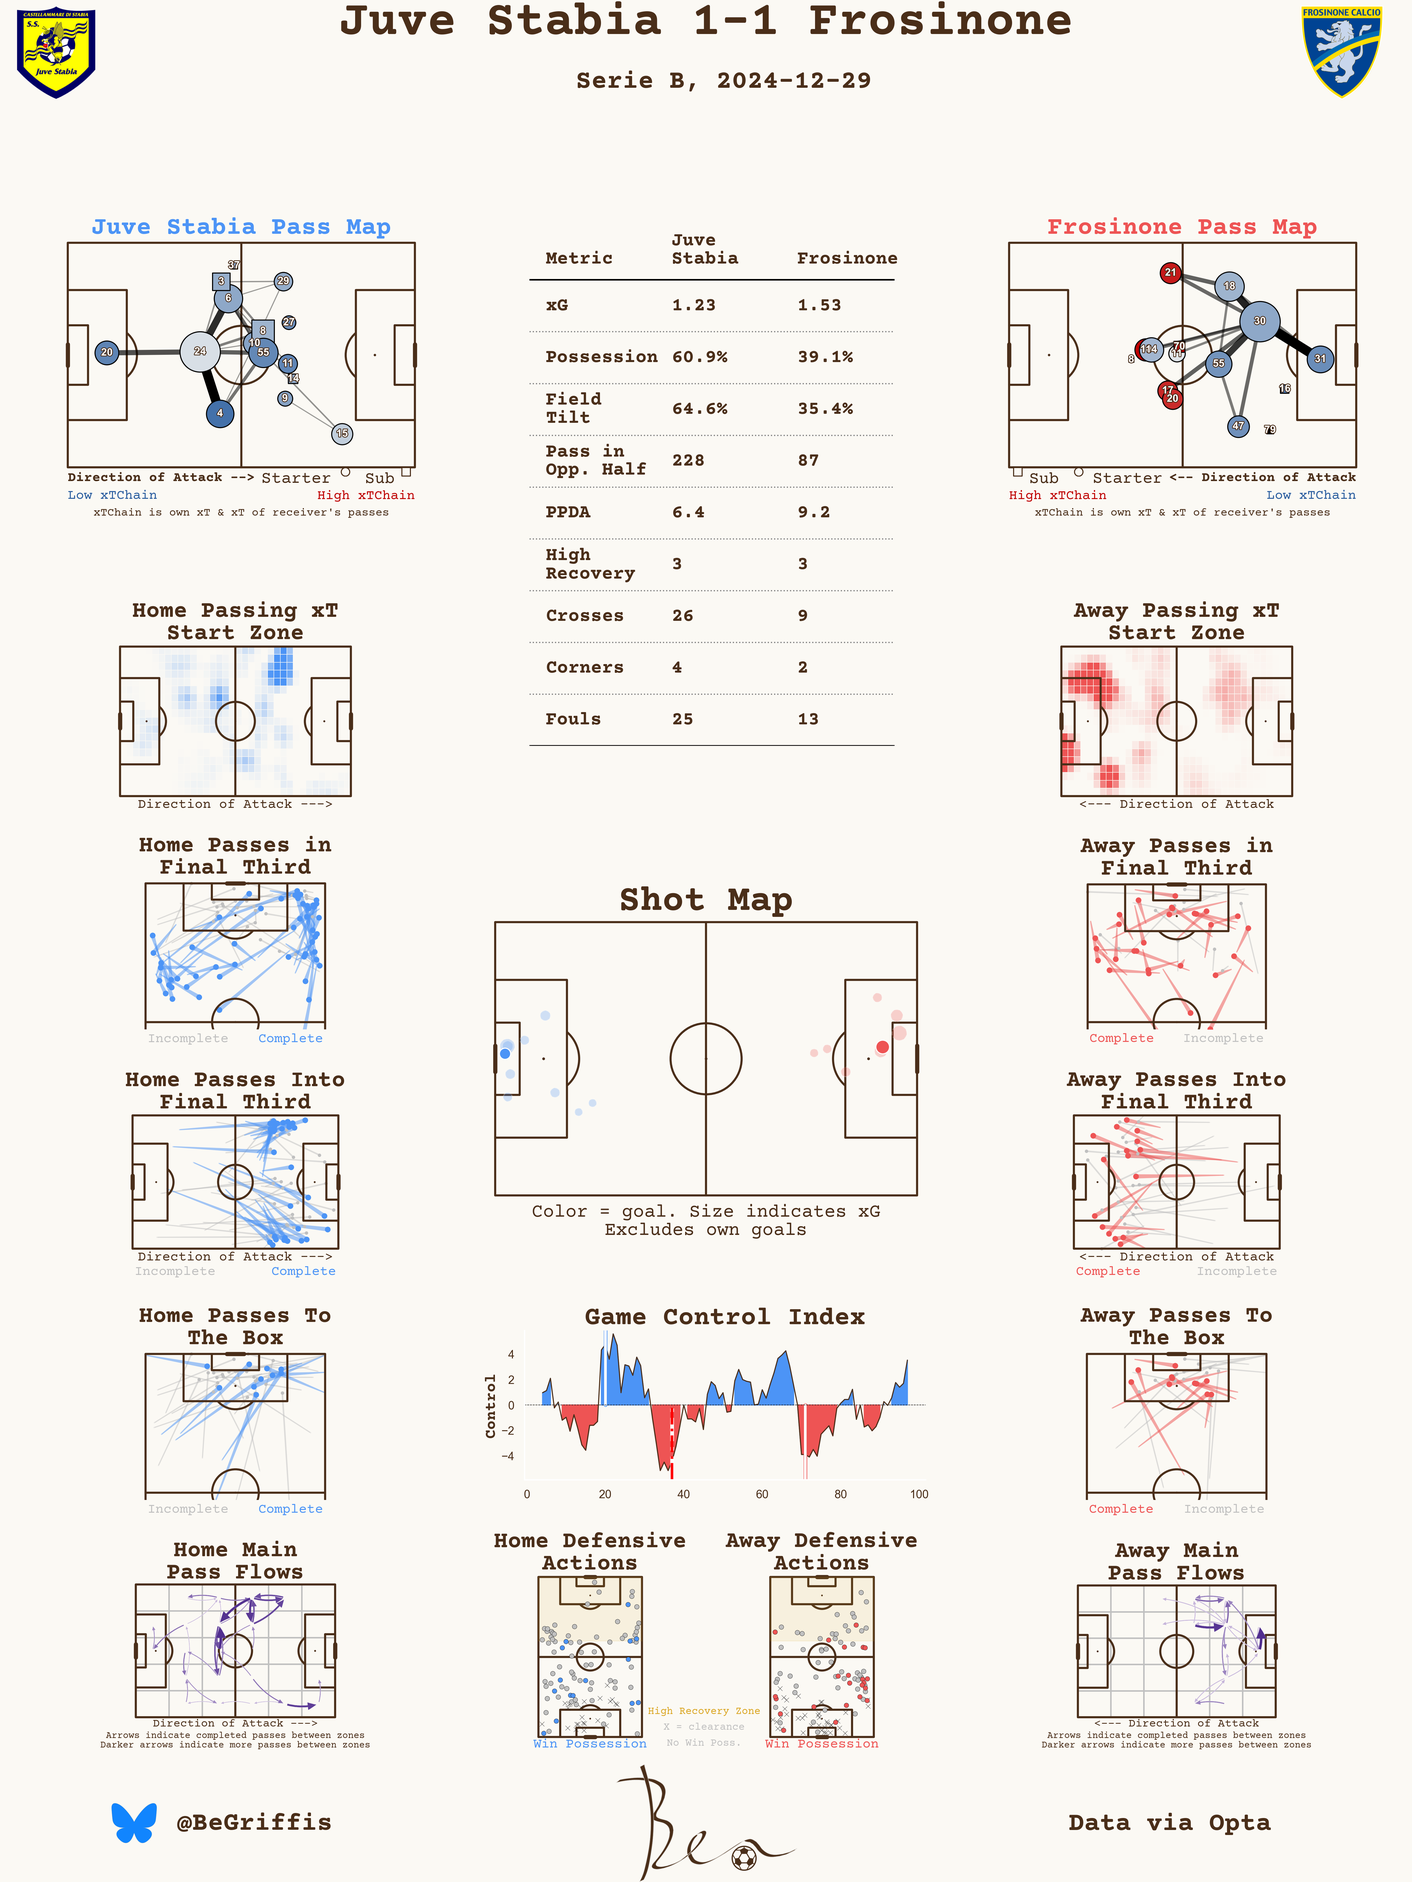 Juve Stabia 1-1 Frosinone
Serie B, 2024-12-29
CASTELLAMMARE DI STABIA
S.S.
Juve Stabia
FROSINONE CALCIO
Juve Stabia Pass Map
37
3
29
6
27
8
10
20
24
55
11
14
9
4
15
Direction of Attack --> Starter Sub
Low xTChain High xTChain
xTChain is own xT & xT of receiver's passes
Metric Juve Stabia Frosinone
xG 1.23 1.53
Possession 60.9% 39.1%
Field Tilt 64.6% 35.4%
Pass in Opp. Half 228 87
PPDA 6.4 9.2
High Recovery 3 3
Crosses 26 9
Corners 4 2
Fouls 25 13
Frosinone Pass Map
21
18
30
70
11
14
11
8
55
31
17
20
16
47
79
Sub Starter <-- Direction of Attack
High xTChain Low xTChain
xTChain is own xT & xT of receiver's passes
Home Passing xT
Start Zone
Direction of Attack --->
Away Passing xT
Start Zone
<--- Direction of Attack
Home Passes in
Final Third
Incomplete Complete
Away Passes in
Final Third
Complete Incomplete
Shot Map
Color = goal. Size indicates xG
Excludes own goals
Home Passes Into
Final Third
Direction of Attack --->
Incomplete Complete
Away Passes Into
Final Third
<--- Direction of Attack
Complete Incomplete
Home Passes To
The Box
Incomplete Complete
Game Control Index
Control
4
2
0
−2
−4
0 20 40 60 80 100
Away Passes To
The Box
Complete Incomplete
Home Main
Pass Flows
Direction of Attack --->
Arrows indicate completed passes between zones
Darker arrows indicate more passes between zones
Home Defensive
Actions
Win Possession
High Recovery Zone
X = clearance
No Win Poss.
Away Defensive
Actions
Win Possession
Away Main
Pass Flows
<--- Direction of Attack
Arrows indicate completed passes between zones
Darker arrows indicate more passes between zones
@BeGriffis
Ben
Data via Opta